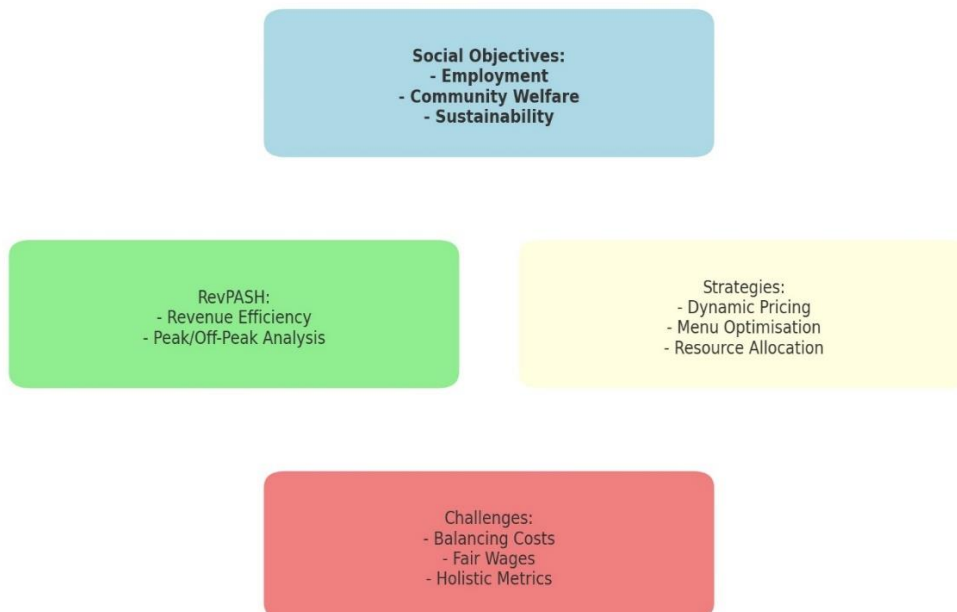 Social Objectives:
- Employment
- Community Welfare
- Sustainability
RevPASH:
- Revenue Efficiency
- Peak/Off-Peak Analysis
Strategies:
- Dynamic Pricing
- Menu Optimisation
- Resource Allocation
Challenges:
- Balancing Costs
- Fair Wages
- Holistic Metrics